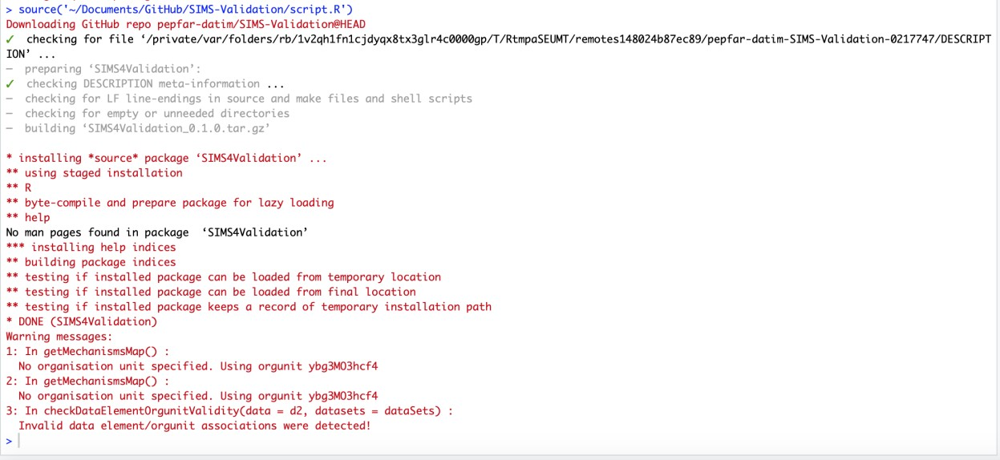 > source('~/Documents/GitHub/SIMS-Validation/script.R')
Downloading GitHub repo pepfar-datim/SIMS-Validation@HEAD
✓  checking for file ‘/private/var/folders/rb/1v2qh1fn1cjdyqx8tx3glr4c0000gp/T/RtmpaSEUMT/remotes148024b87ec89/pepfar-datim-SIMS-Validation-0217747/DESCRIPT
ION’ ...
─  preparing ‘SIMS4Validation’:
✓  checking DESCRIPTION meta-information ...
─  checking for LF line-endings in source and make files and shell scripts
─  checking for empty or unneeded directories
─  building ‘SIMS4Validation_0.1.0.tar.gz’
* installing *source* package ‘SIMS4Validation’ ...
** using staged installation
** R
** byte-compile and prepare package for lazy loading
** help
No man pages found in package  ‘SIMS4Validation’
*** installing help indices
** building package indices
** testing if installed package can be loaded from temporary location
** testing if installed package can be loaded from final location
** testing if installed package keeps a record of temporary installation path
* DONE (SIMS4Validation)
Warning messages:
1: In getMechanismsMap() :
  No organisation unit specified. Using orgunit ybg3MO3hcf4
2: In getMechanismsMap() :
  No organisation unit specified. Using orgunit ybg3MO3hcf4
3: In checkDataElementOrgunitValidity(data = d2, datasets = dataSets) :
  Invalid data element/orgunit associations were detected!
>